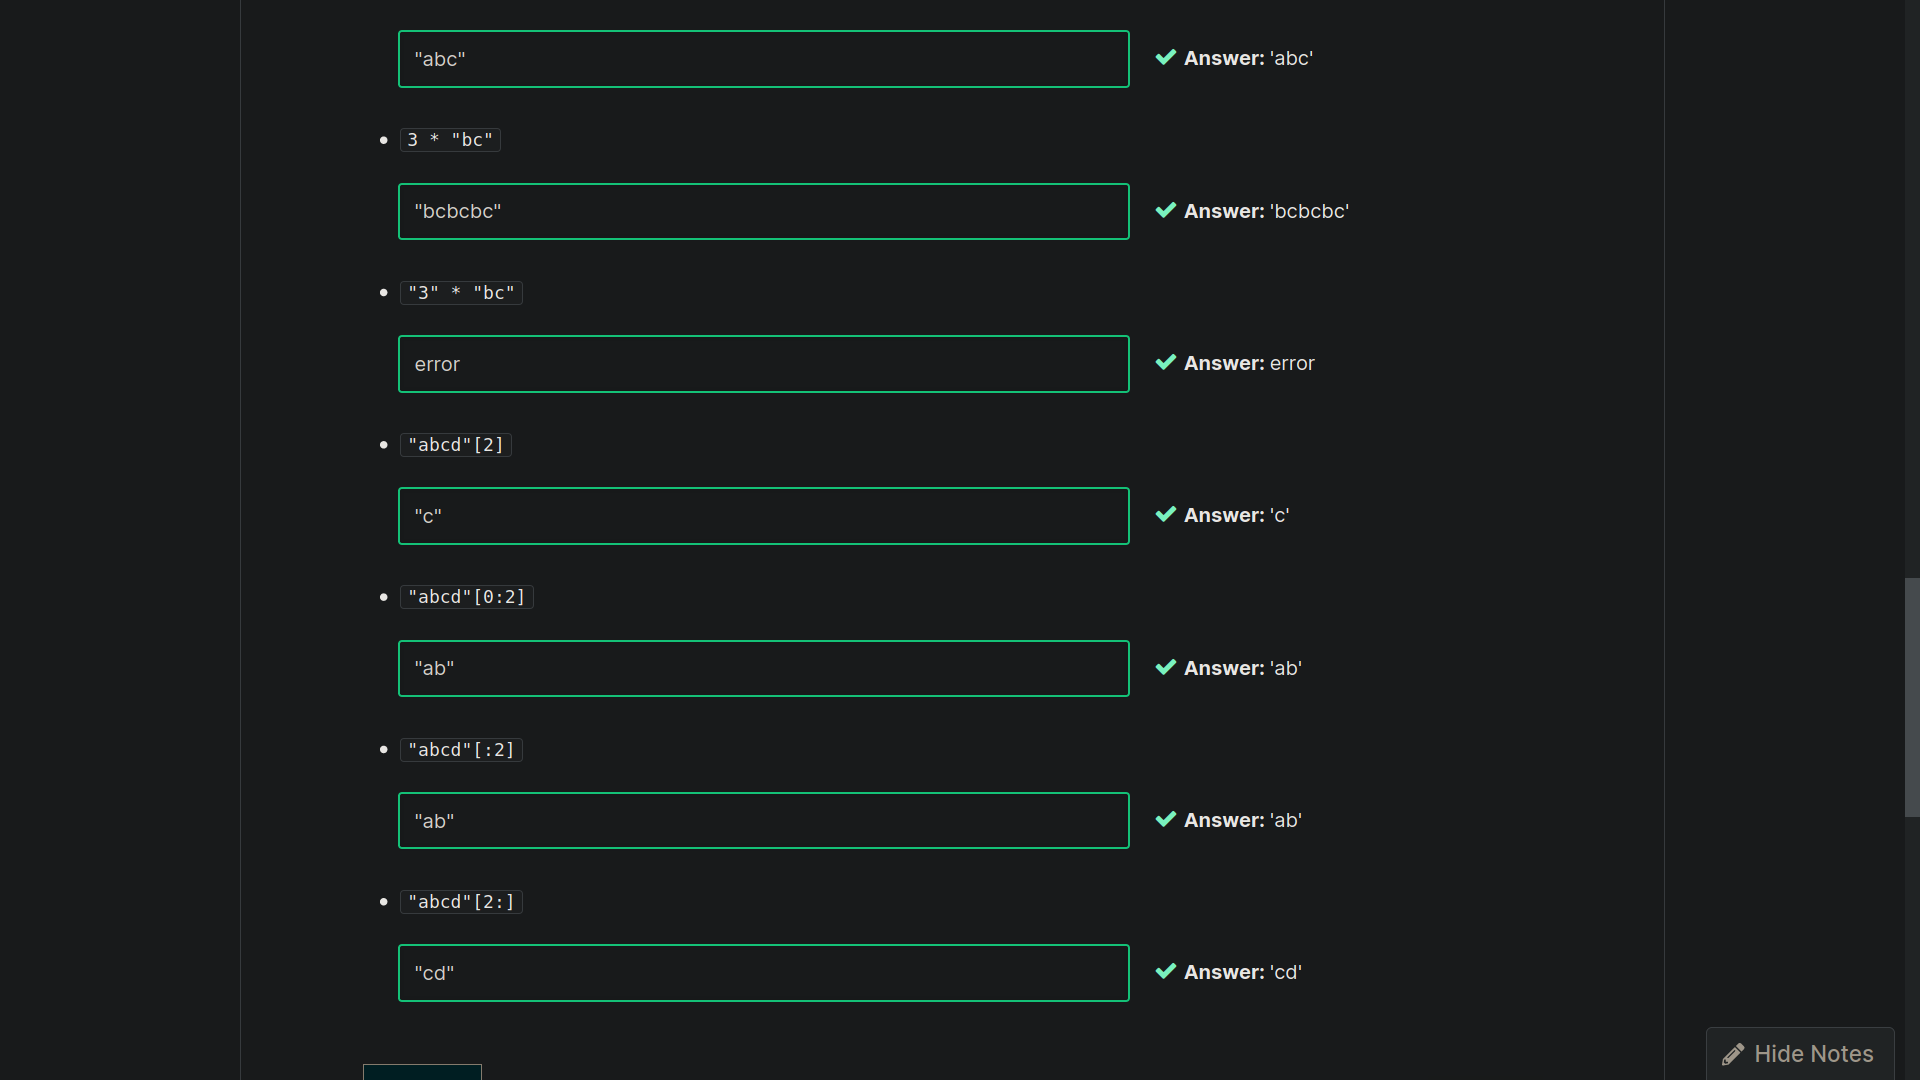 "abc"
Answer: 'abc'
3 * "bc"
"bcbcbc"
Answer: 'bcbcbc'
"3" * "bc"
error
Answer: error
"abcd"[2]
"c"
Answer: 'c'
"abcd"[0:2]
"ab"
Answer: 'ab'
"abcd"[:2]
"ab"
Answer: 'ab'
"abcd"[2:]
"cd"
Answer: 'cd'
Hide Notes